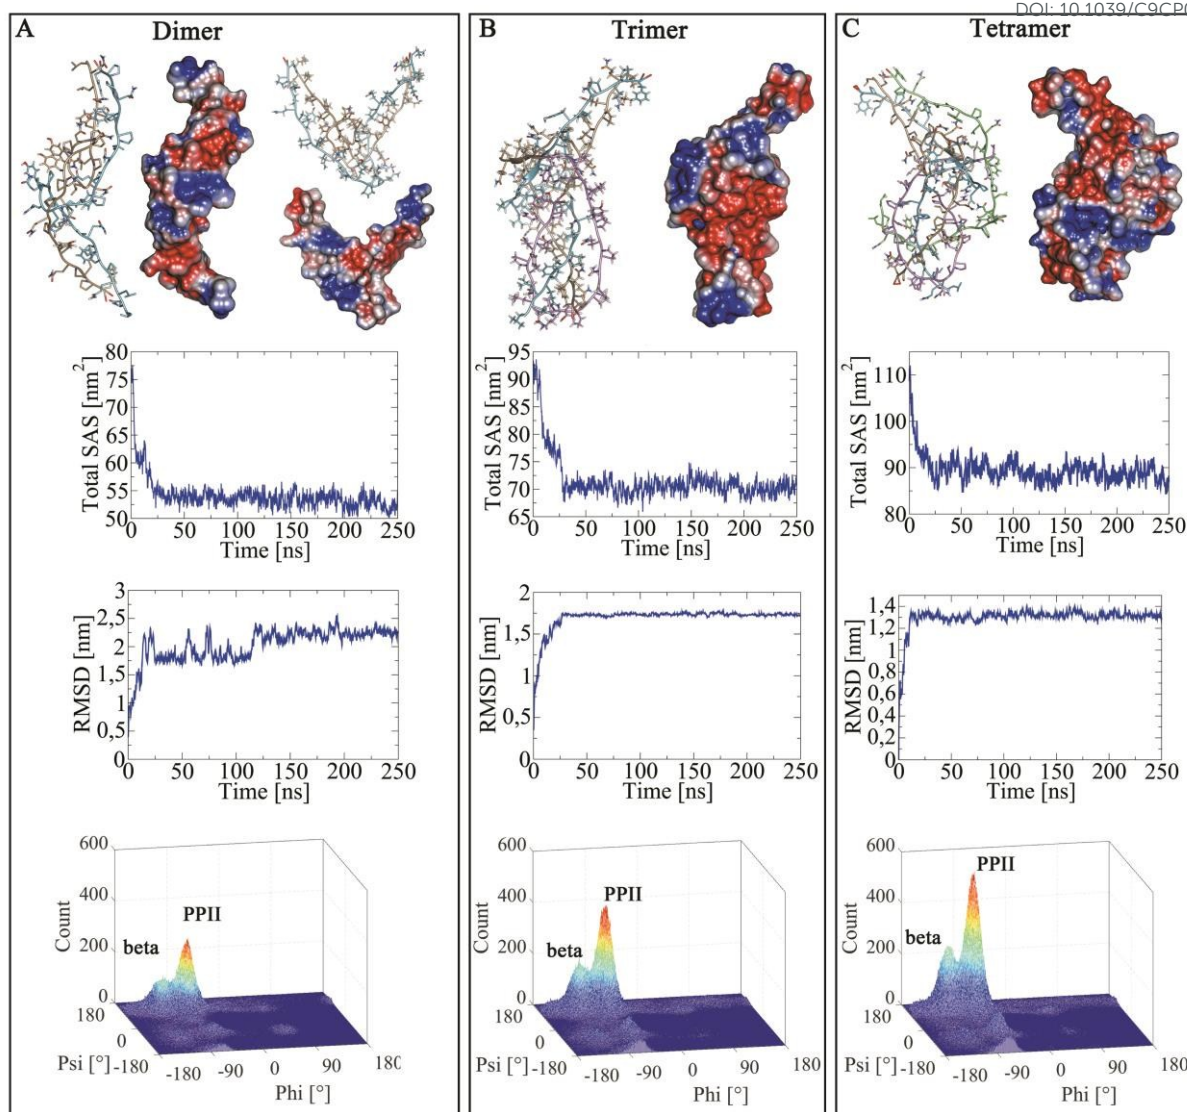 DOI: 10.1039/C9CP0
A Dimer
80
75
70
65
60
55
50
Total SAS [nm²]
0 50 100 150 200 250
Time [ns]
3
2,5
2
1,5
1
0,5
0
RMSD [nm]
0 50 100 150 200 250
Time [ns]
600
400
200
0
Count
beta
PPII
180
0
-180
Psi [°]
-180 -90 0 90 180
Phi [°]
B Trimer
95
90
85
80
75
70
65
Total SAS [nm²]
0 50 100 150 200 250
Time [ns]
2
1,5
1
0,5
0
RMSD [nm]
0 50 100 150 200 250
Time [ns]
600
400
200
0
Count
beta
PPII
180
0
-180
Psi [°]
-180 -90 0 90 180
Phi [°]
C Tetramer
110
100
90
80
Total SAS [nm²]
0 50 100 150 200 250
Time [ns]
1,4
1,2
1
0,8
0,6
0,4
0,2
0
RMSD [nm]
0 50 100 150 200 250
Time [ns]
600
400
200
0
Count
beta
PPII
180
0
-180
Psi [°]
-180 -90 0 90 180
Phi [°]